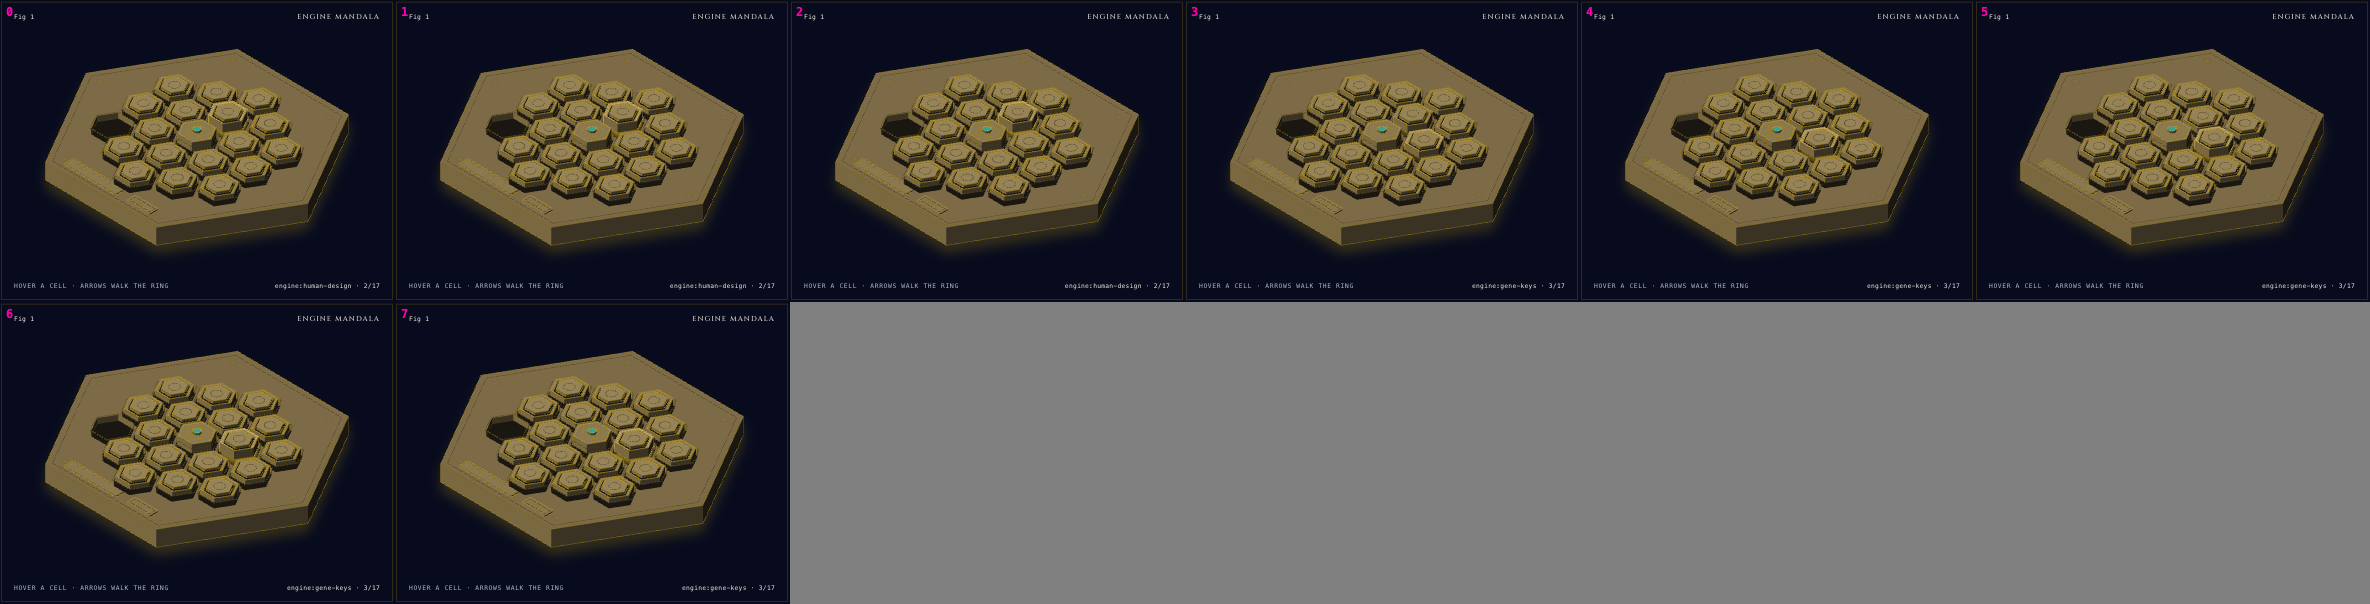 0 Fig 1 ENGINE MANDALA
1 Fig 1 ENGINE MANDALA
2 Fig 1 ENGINE MANDALA
3 Fig 1 ENGINE MANDALA
4 Fig 1 ENGINE MANDALA
5 Fig 1 ENGINE MANDALA
HOVER A CELL · ARROWS WALK THE RING engine:human-design · 2/17
HOVER A CELL · ARROWS WALK THE RING engine:human-design · 2/17
HOVER A CELL · ARROWS WALK THE RING engine:human-design · 2/17
HOVER A CELL · ARROWS WALK THE RING engine:gene-keys · 3/17
HOVER A CELL · ARROWS WALK THE RING engine:gene-keys · 3/17
HOVER A CELL · ARROWS WALK THE RING engine:gene-keys · 3/17
6 Fig 1 ENGINE MANDALA
7 Fig 1 ENGINE MANDALA
HOVER A CELL · ARROWS WALK THE RING engine:gene-keys · 3/17
HOVER A CELL · ARROWS WALK THE RING engine:gene-keys · 3/17